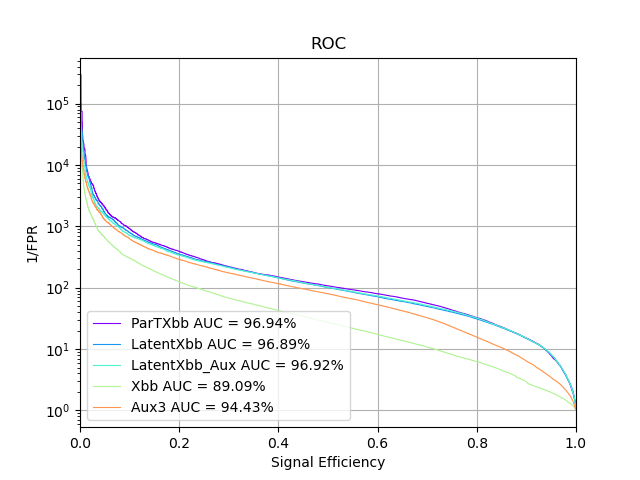 ROC
1/FPR
10^5
10^4
10^3
10^2
10^1
10^0
ParTXbb AUC = 96.94%
LatentXbb AUC = 96.89%
LatentXbb_Aux AUC = 96.92%
Xbb AUC = 89.09%
Aux3 AUC = 94.43%
0.0 0.2 0.4 0.6 0.8 1.0
Signal Efficiency